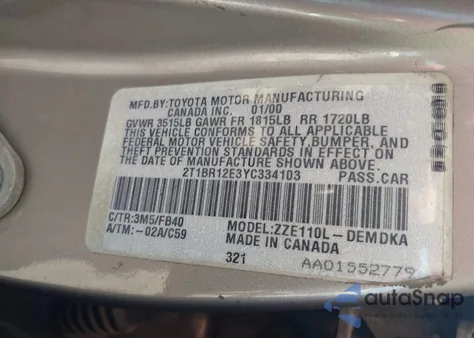 MFD.BY:TOYOTA MOTOR MANUFACTURING
CANADA INC. 01/00
GVWR 3515LB GAWR FR 1815LB RR 1720LB
THIS VEHICLE CONFORMS TO ALL APPLICABLE
FEDERAL MOTOR VEHICLE SAFETY,BUMPER,AND
THEFT PREVENTION STANDARDS IN EFFECT ON
THE DATE OF MANUFACTURE SHOWN ABOVE.
2T1BR12E3YC334103 PASS.CAR
C/TR:3M5/FB40 MODEL:ZZE110L-DEMDKA
A/TM:-02A/C59 MADE IN CANADA
321 AA01552779
autoSnap